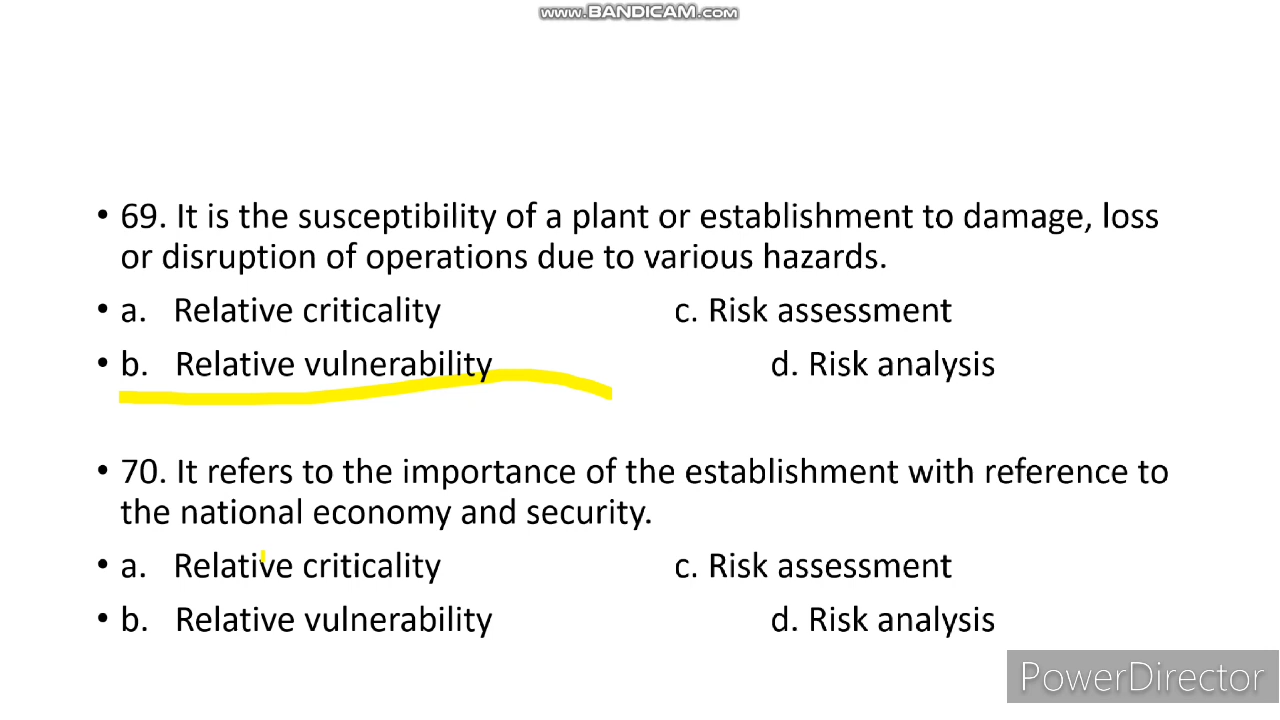 www.BANDICAM.com
• 69. It is the susceptibility of a plant or establishment to damage, loss
or disruption of operations due to various hazards.
• a. Relative criticality c. Risk assessment
• b. Relative vulnerability d. Risk analysis
• 70. It refers to the importance of the establishment with reference to
the national economy and security.
• a. Relative criticality c. Risk assessment
• b. Relative vulnerability d. Risk analysis
PowerDirector